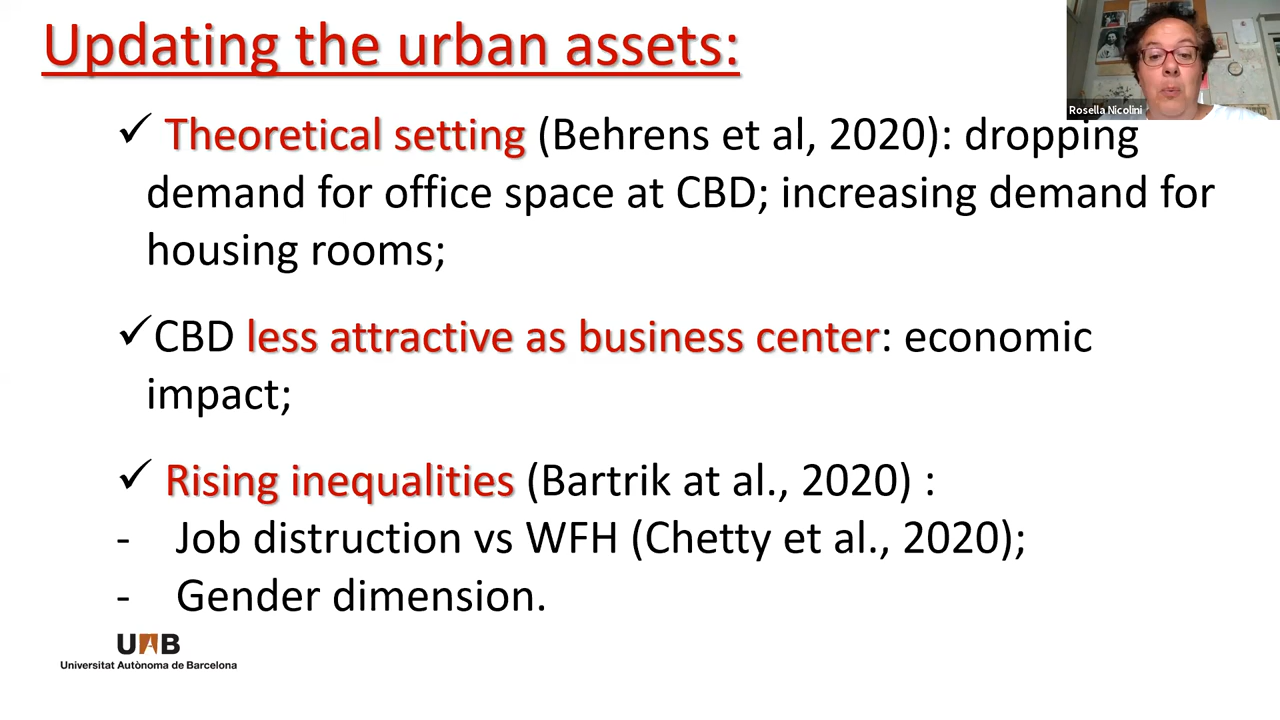 Updating the urban assets:
Rosella Nicolini
✓ Theoretical setting (Behrens et al, 2020): dropping
demand for office space at CBD; increasing demand for
housing rooms;
✓CBD less attractive as business center: economic
impact;
✓ Rising inequalities (Bartrik at al., 2020) :
- Job distruction vs WFH (Chetty et al., 2020);
- Gender dimension.
UAB
Universitat Autònoma de Barcelona